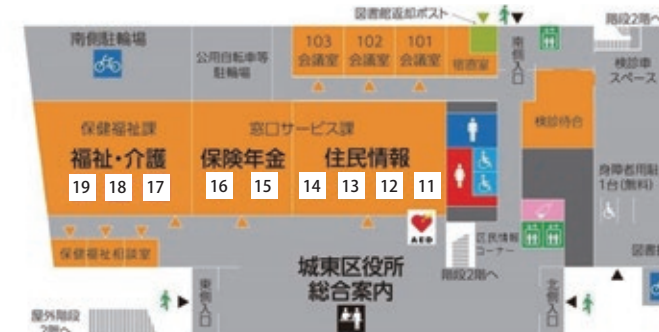 図書館返却ポスト
階段2階へ
南側駐輪場
公用自転車等
駐輪場
103
会議室
102
会議室
101
会議室
宿直室
南側入口
検診車
スペース
保健福祉課
窓口サービス課
検診待合
福祉・介護
保険年金
住民情報
19 18 17 16 15 14 13 12 11
身障者用駐
1台(無料)
AED
保健福祉相談室
区民情報
コーナー
階段2階へ
図書
城東区役所
総合案内
東側入口
北側入口
屋外階段
2階へ